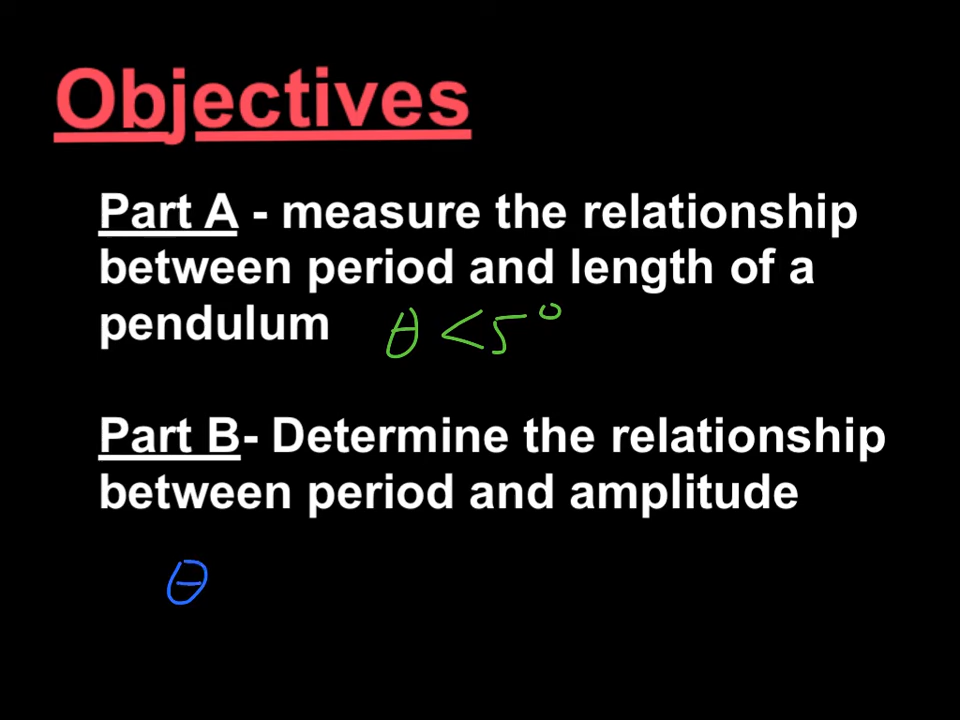 Objectives
Part A - measure the relationship
between period and length of a
pendulum θ < 5°
Part B- Determine the relationship
between period and amplitude
θ